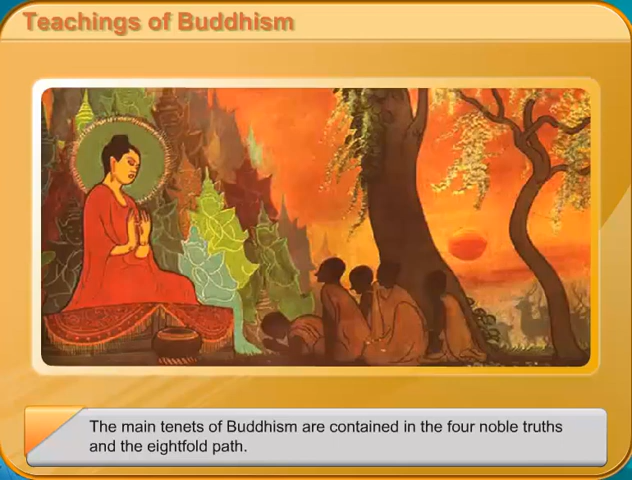 Teachings of Buddhism
The main tenets of Buddhism are contained in the four noble truths
and the eightfold path.